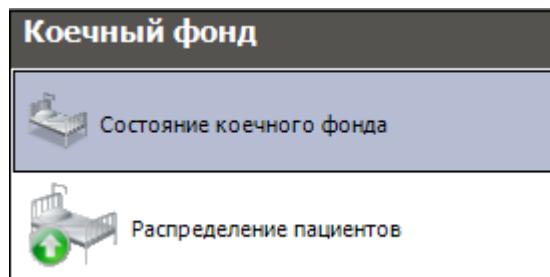 Коечный фонд
Состояние коечного фонда
Распределение пациентов